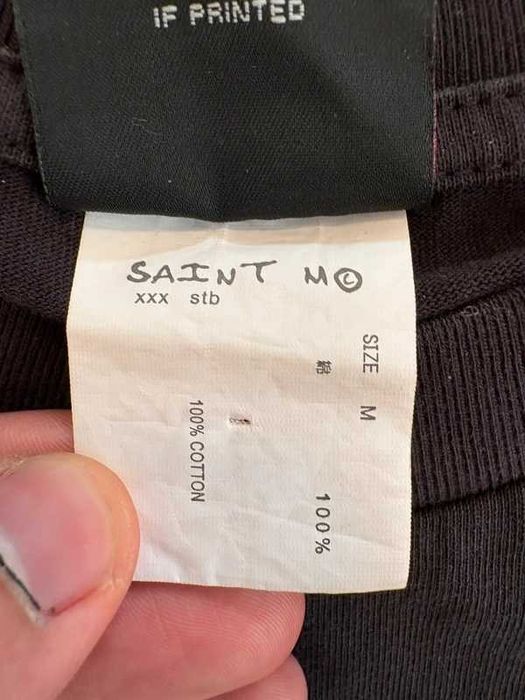 IF PRINTED
SAINT M©
xxx stb
SIZE M
綿 100%
100% COTTON